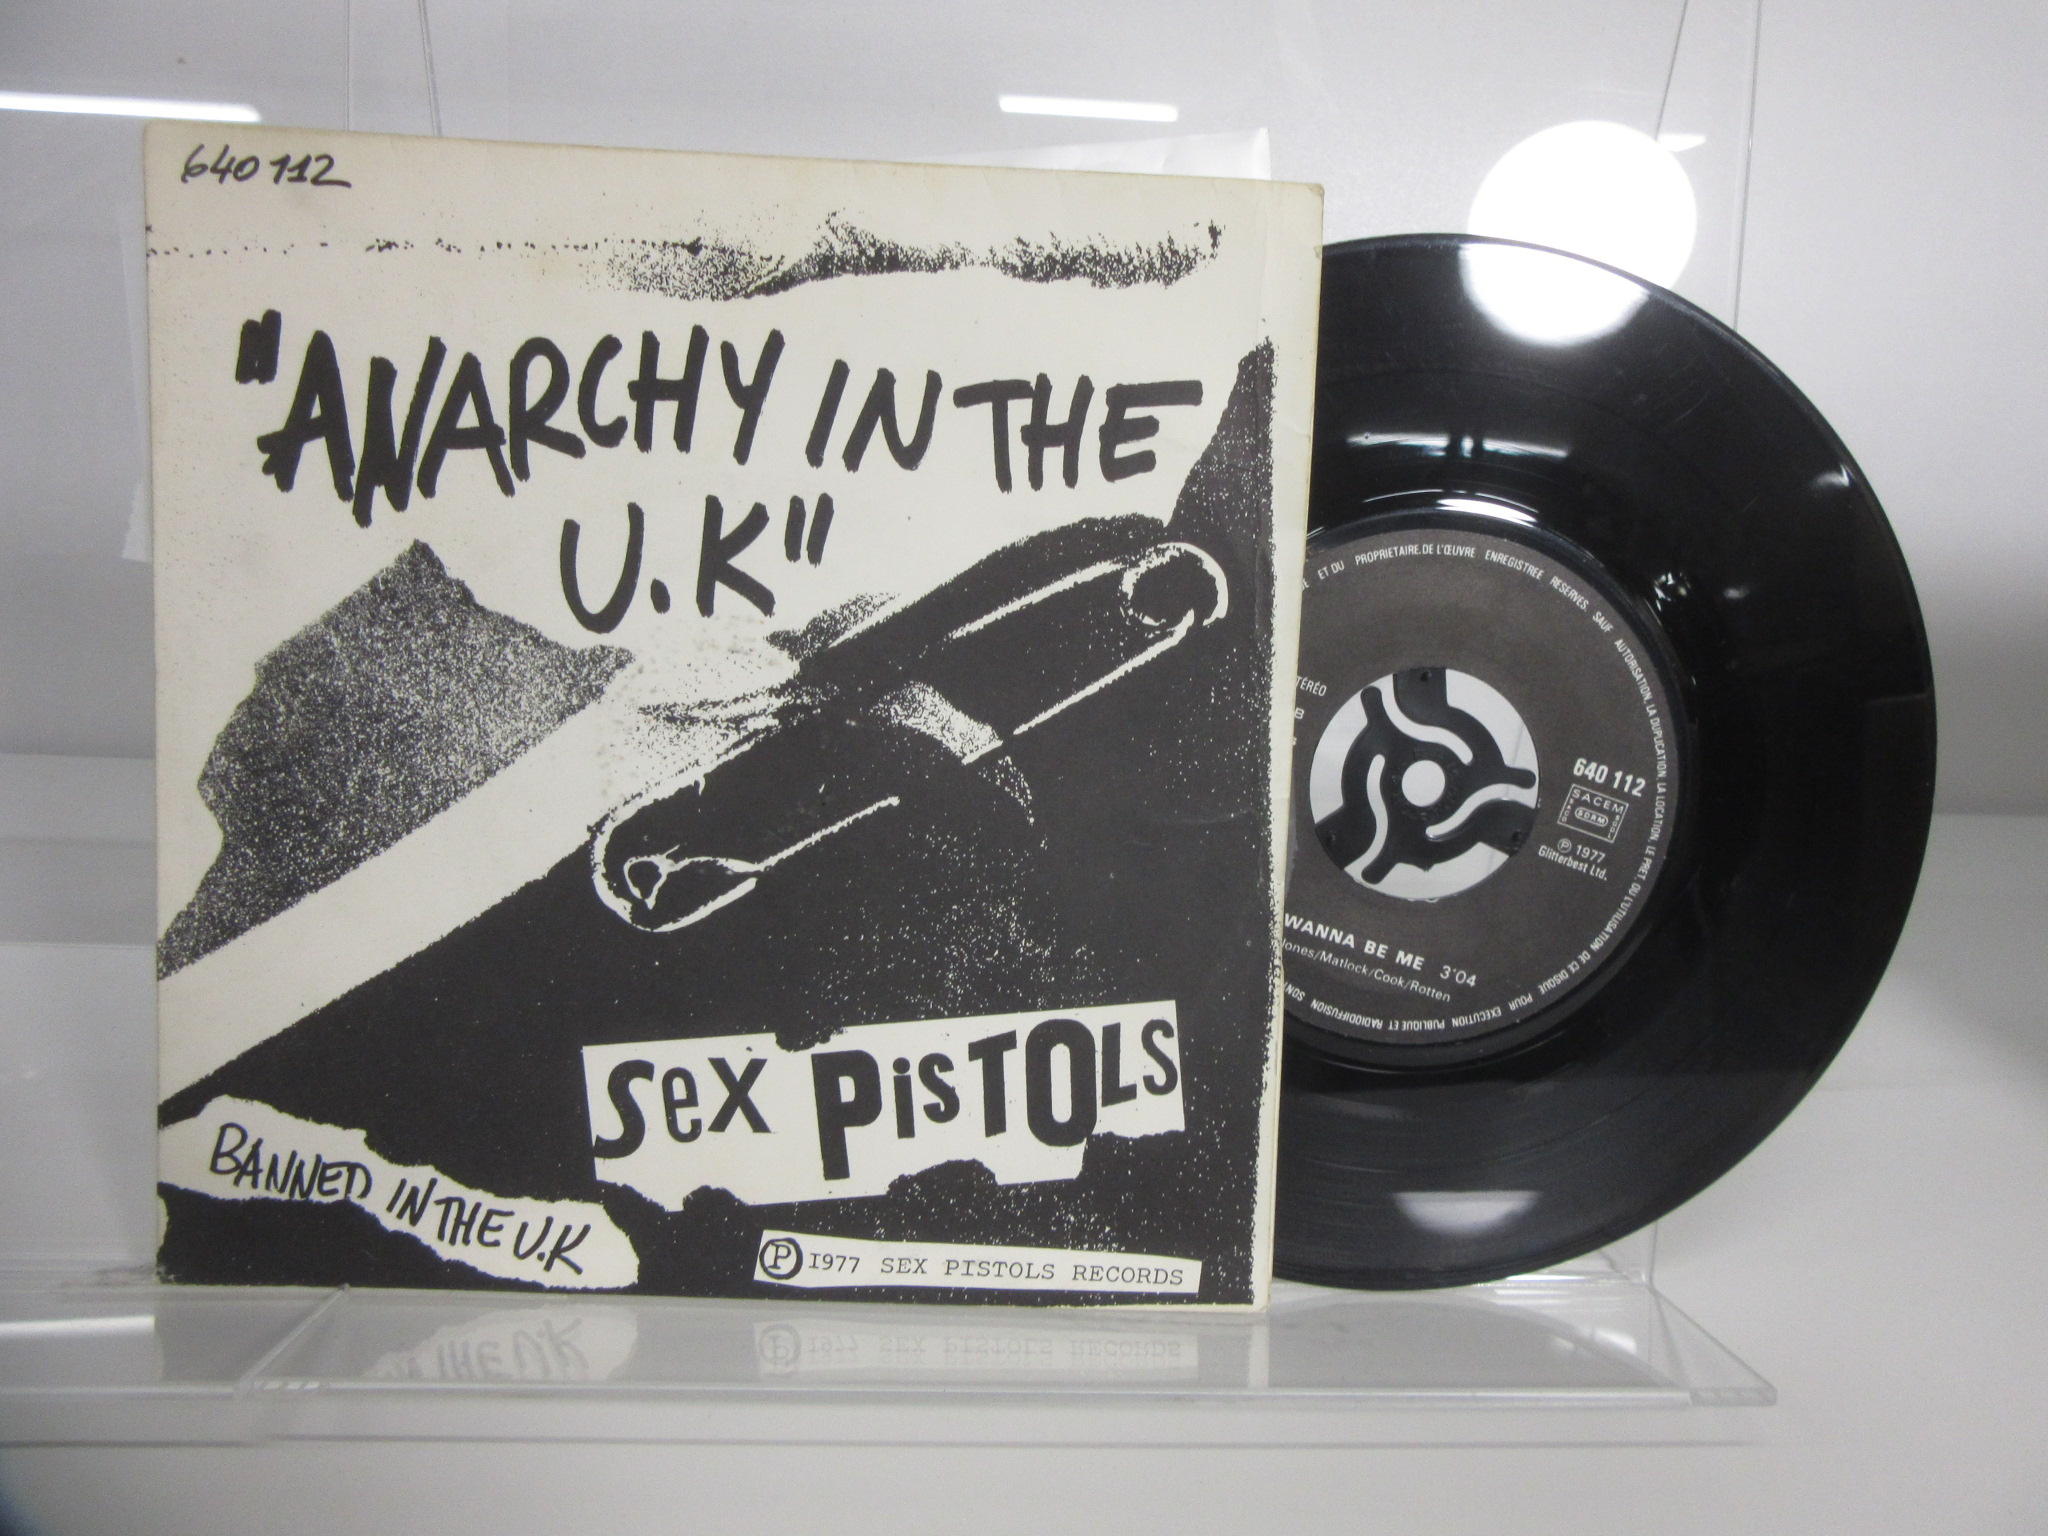 640 112
"ANARCHY IN THE
U.K"
SEX PISTOLS
BANNED IN THE U.K
Ⓟ 1977 SEX PISTOLS RECORDS
ET DU PROPRIETAIRE DE L'ŒUVRE ENREGISTREE RESERVES. SAUF AUTORISATION, LA DUPLICATION, LA LOCATION, LE PRET OU L'UTILISATION DE CE DISQUE POUR EXECUTION PUBLIQUE ET RADIODIFFUSION SONT
TÉRÉO
B
640 112
SACEM
SDRM
Ⓟ 1977
Glitterbest Ltd.
WANNA BE ME 3'04
Jones/Matlock/Cook/Rotten